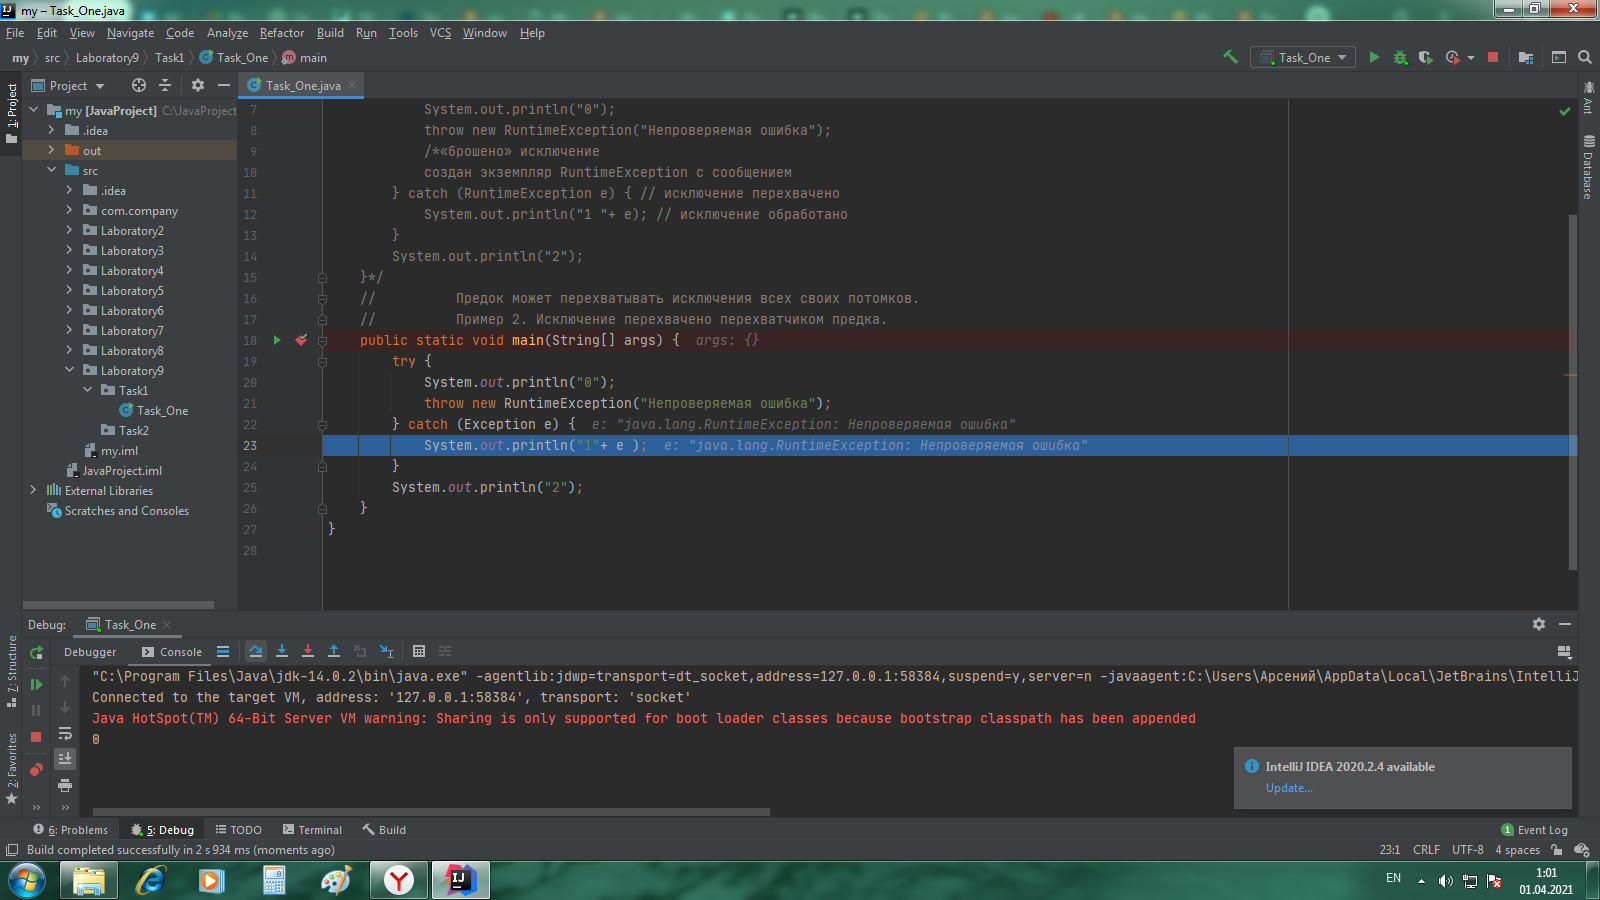 my – Task_One.java
File Edit View Navigate Code Analyze Refactor Build Run Tools VCS Window Help
my src Laboratory9 Task1 Task_One main
Task_One
Project
Task_One.java
1: Project
my [JavaProject] C:\JavaProject
.idea
out
src
.idea
com.company
Laboratory2
Laboratory3
Laboratory4
Laboratory5
Laboratory6
Laboratory7
Laboratory8
Laboratory9
Task1
Task_One
Task2
my.iml
JavaProject.iml
External Libraries
Scratches and Consoles
7 System.out.println("0");
8 throw new RuntimeException("Непроверяемая ошибка");
9 /*«брошено» исключение
10 создан экземпляр RuntimeException с сообщением
11 } catch (RuntimeException e) { // исключение перехвачено
12 System.out.println("1 "+ e); // исключение обработано
13 }
14 System.out.println("2");
15 }*/
16 // Предок может перехватывать исключения всех своих потомков.
17 // Пример 2. Исключение перехвачено перехватчиком предка.
18 public static void main(String[] args) { args: {}
19 try {
20 System.out.println("0");
21 throw new RuntimeException("Непроверяемая ошибка");
22 } catch (Exception e) { e: "java.lang.RuntimeException: Непроверяемая ошибка"
23 System.out.println("1"+ e ); e: "java.lang.RuntimeException: Непроверяемая ошибка"
24 }
25 System.out.println("2");
26 }
27 }
28
Ant
Database
7: Structure
2: Favorites
Debug: Task_One
Debugger Console
"C:\Program Files\Java\jdk-14.0.2\bin\java.exe" -agentlib:jdwp=transport=dt_socket,address=127.0.0.1:58384,suspend=y,server=n -javaagent:C:\Users\Арсений\AppData\Local\JetBrains\IntelliJ
Connected to the target VM, address: '127.0.0.1:58384', transport: 'socket'
Java HotSpot(TM) 64-Bit Server VM warning: Sharing is only supported for boot loader classes because bootstrap classpath has been appended
0
IntelliJ IDEA 2020.2.4 available
Update...
6: Problems 5: Debug TODO Terminal Build 1 Event Log
Build completed successfully in 2 s 934 ms (moments ago) 23:1 CRLF UTF-8 4 spaces
EN 1:01
01.04.2021